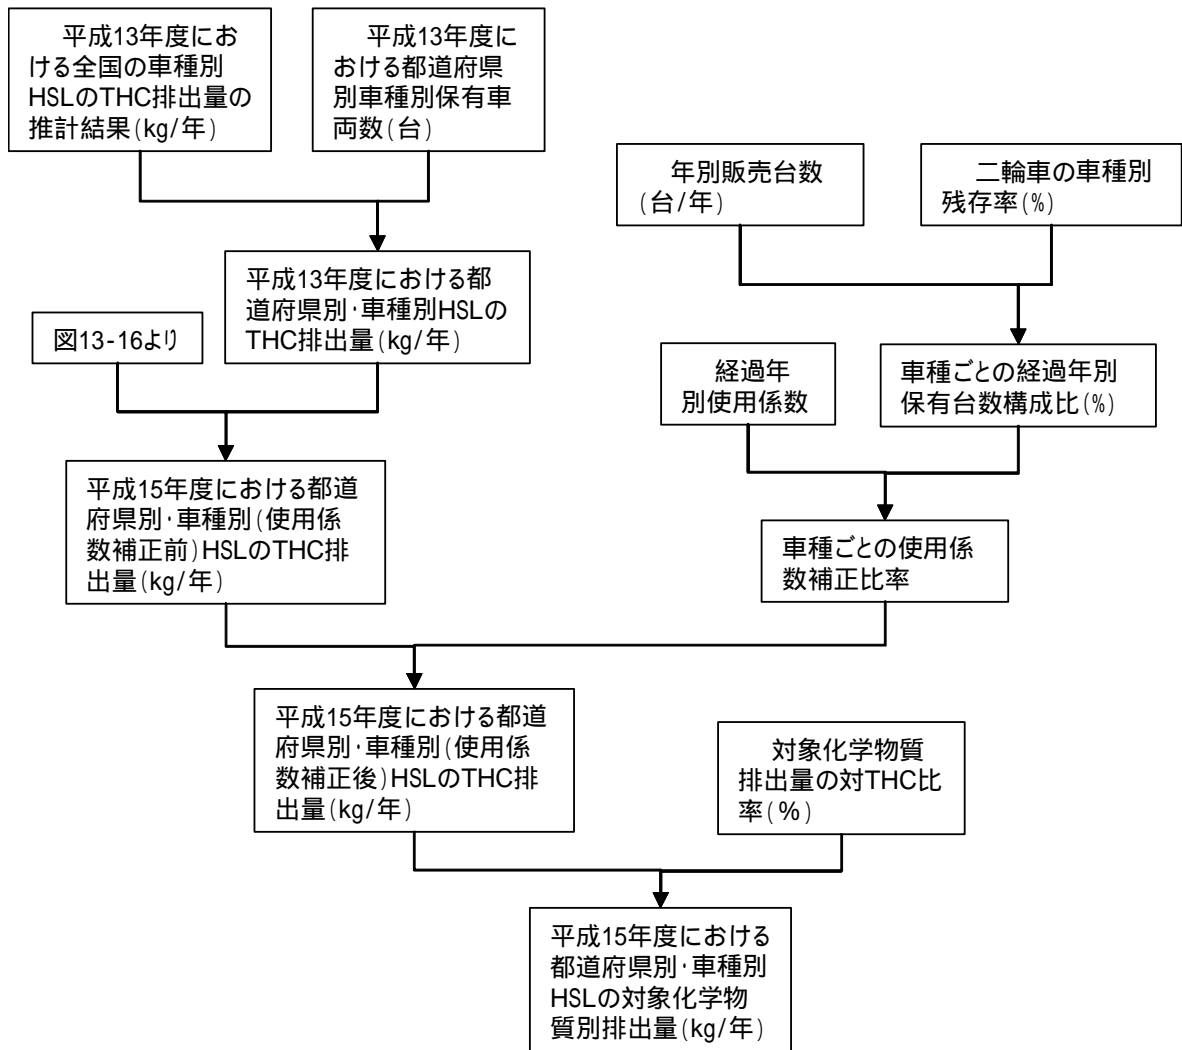 平成13年度にお
ける全国の車種別
HSLのTHC排出量の
推計結果(kg/年)
平成13年度に
おける都道府県
別車種別保有車
両数(台)
年別販売台数
(台/年)
二輪車の車種別
残存率(%)
平成13年度における都
道府県別・車種別HSLの
THC排出量(kg/年)
図13-16より
経過年
別使用係数
車種ごとの経過年別
保有台数構成比(%)
平成15年度における都道
府県別・車種別(使用係
数補正前)HSLのTHC排
出量(kg/年)
車種ごとの使用係
数補正比率
平成15年度における都道
府県別・車種別(使用係
数補正後)HSLのTHC排
出量(kg/年)
対象化学物質
排出量の対THC比
率(%)
平成15年度における
都道府県別・車種別
HSLの対象化学物
質別排出量(kg/年)